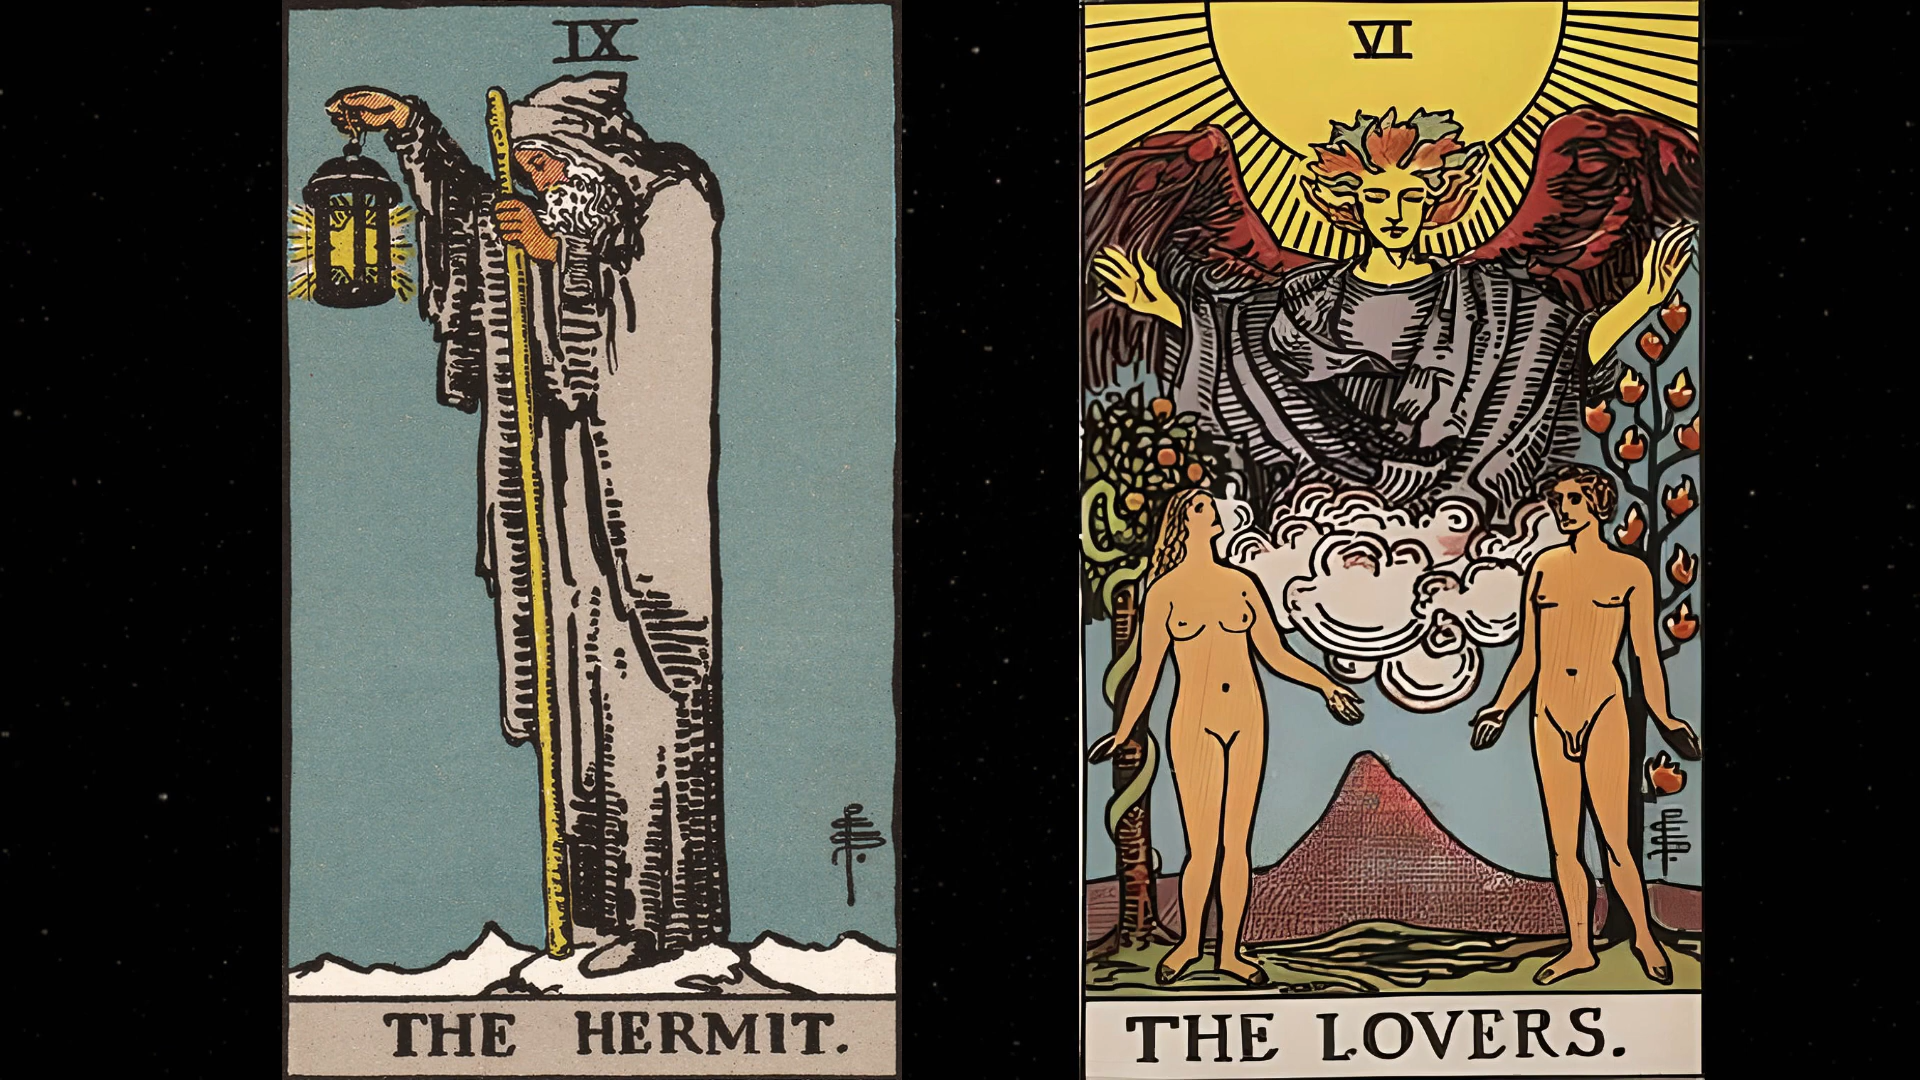 IX
THE HERMIT.
VI
THE LOVERS.